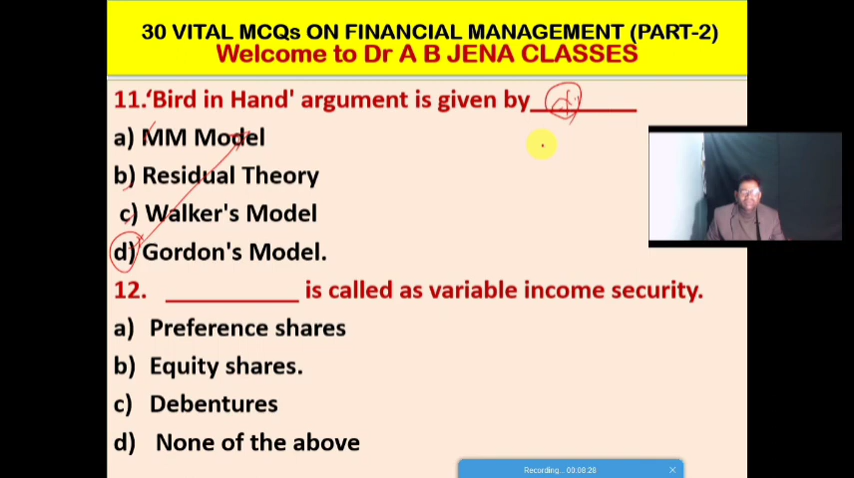 30 VITAL MCQs ON FINANCIAL MANAGEMENT (PART-2)
Welcome to Dr A B JENA CLASSES
11.‘Bird in Hand' argument is given by________
d)
a) MM Model
b) Residual Theory
c) Walker's Model
d) Gordon's Model.
12. __________ is called as variable income security.
a) Preference shares
b) Equity shares.
c) Debentures
d) None of the above
Recording... 00:08:28